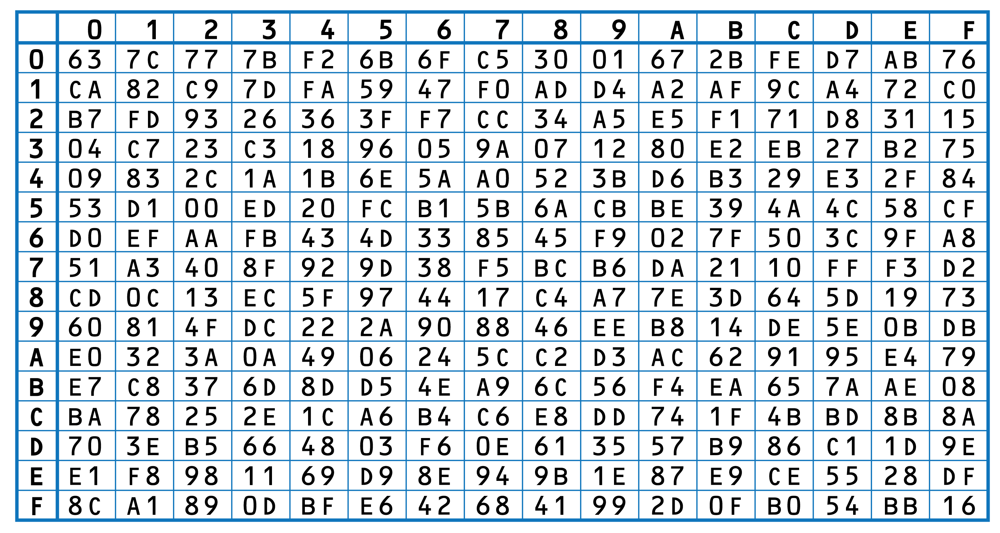 0 1 2 3 4 5 6 7 8 9 A B C D E F
0 63 7C 77 7B F2 6B 6F C5 30 01 67 2B FE D7 AB 76
1 CA 82 C9 7D FA 59 47 F0 AD D4 A2 AF 9C A4 72 C0
2 B7 FD 93 26 36 3F F7 CC 34 A5 E5 F1 71 D8 31 15
3 04 C7 23 C3 18 96 05 9A 07 12 80 E2 EB 27 B2 75
4 09 83 2C 1A 1B 6E 5A A0 52 3B D6 B3 29 E3 2F 84
5 53 D1 00 ED 20 FC B1 5B 6A CB BE 39 4A 4C 58 CF
6 D0 EF AA FB 43 4D 33 85 45 F9 02 7F 50 3C 9F A8
7 51 A3 40 8F 92 9D 38 F5 BC B6 DA 21 10 FF F3 D2
8 CD 0C 13 EC 5F 97 44 17 C4 A7 7E 3D 64 5D 19 73
9 60 81 4F DC 22 2A 90 88 46 EE B8 14 DE 5E 0B DB
A E0 32 3A 0A 49 06 24 5C C2 D3 AC 62 91 95 E4 79
B E7 C8 37 6D 8D D5 4E A9 6C 56 F4 EA 65 7A AE 08
C BA 78 25 2E 1C A6 B4 C6 E8 DD 74 1F 4B BD 8B 8A
D 70 3E B5 66 48 03 F6 0E 61 35 57 B9 86 C1 1D 9E
E E1 F8 98 11 69 D9 8E 94 9B 1E 87 E9 CE 55 28 DF
F 8C A1 89 0D BF E6 42 68 41 99 2D 0F B0 54 BB 16